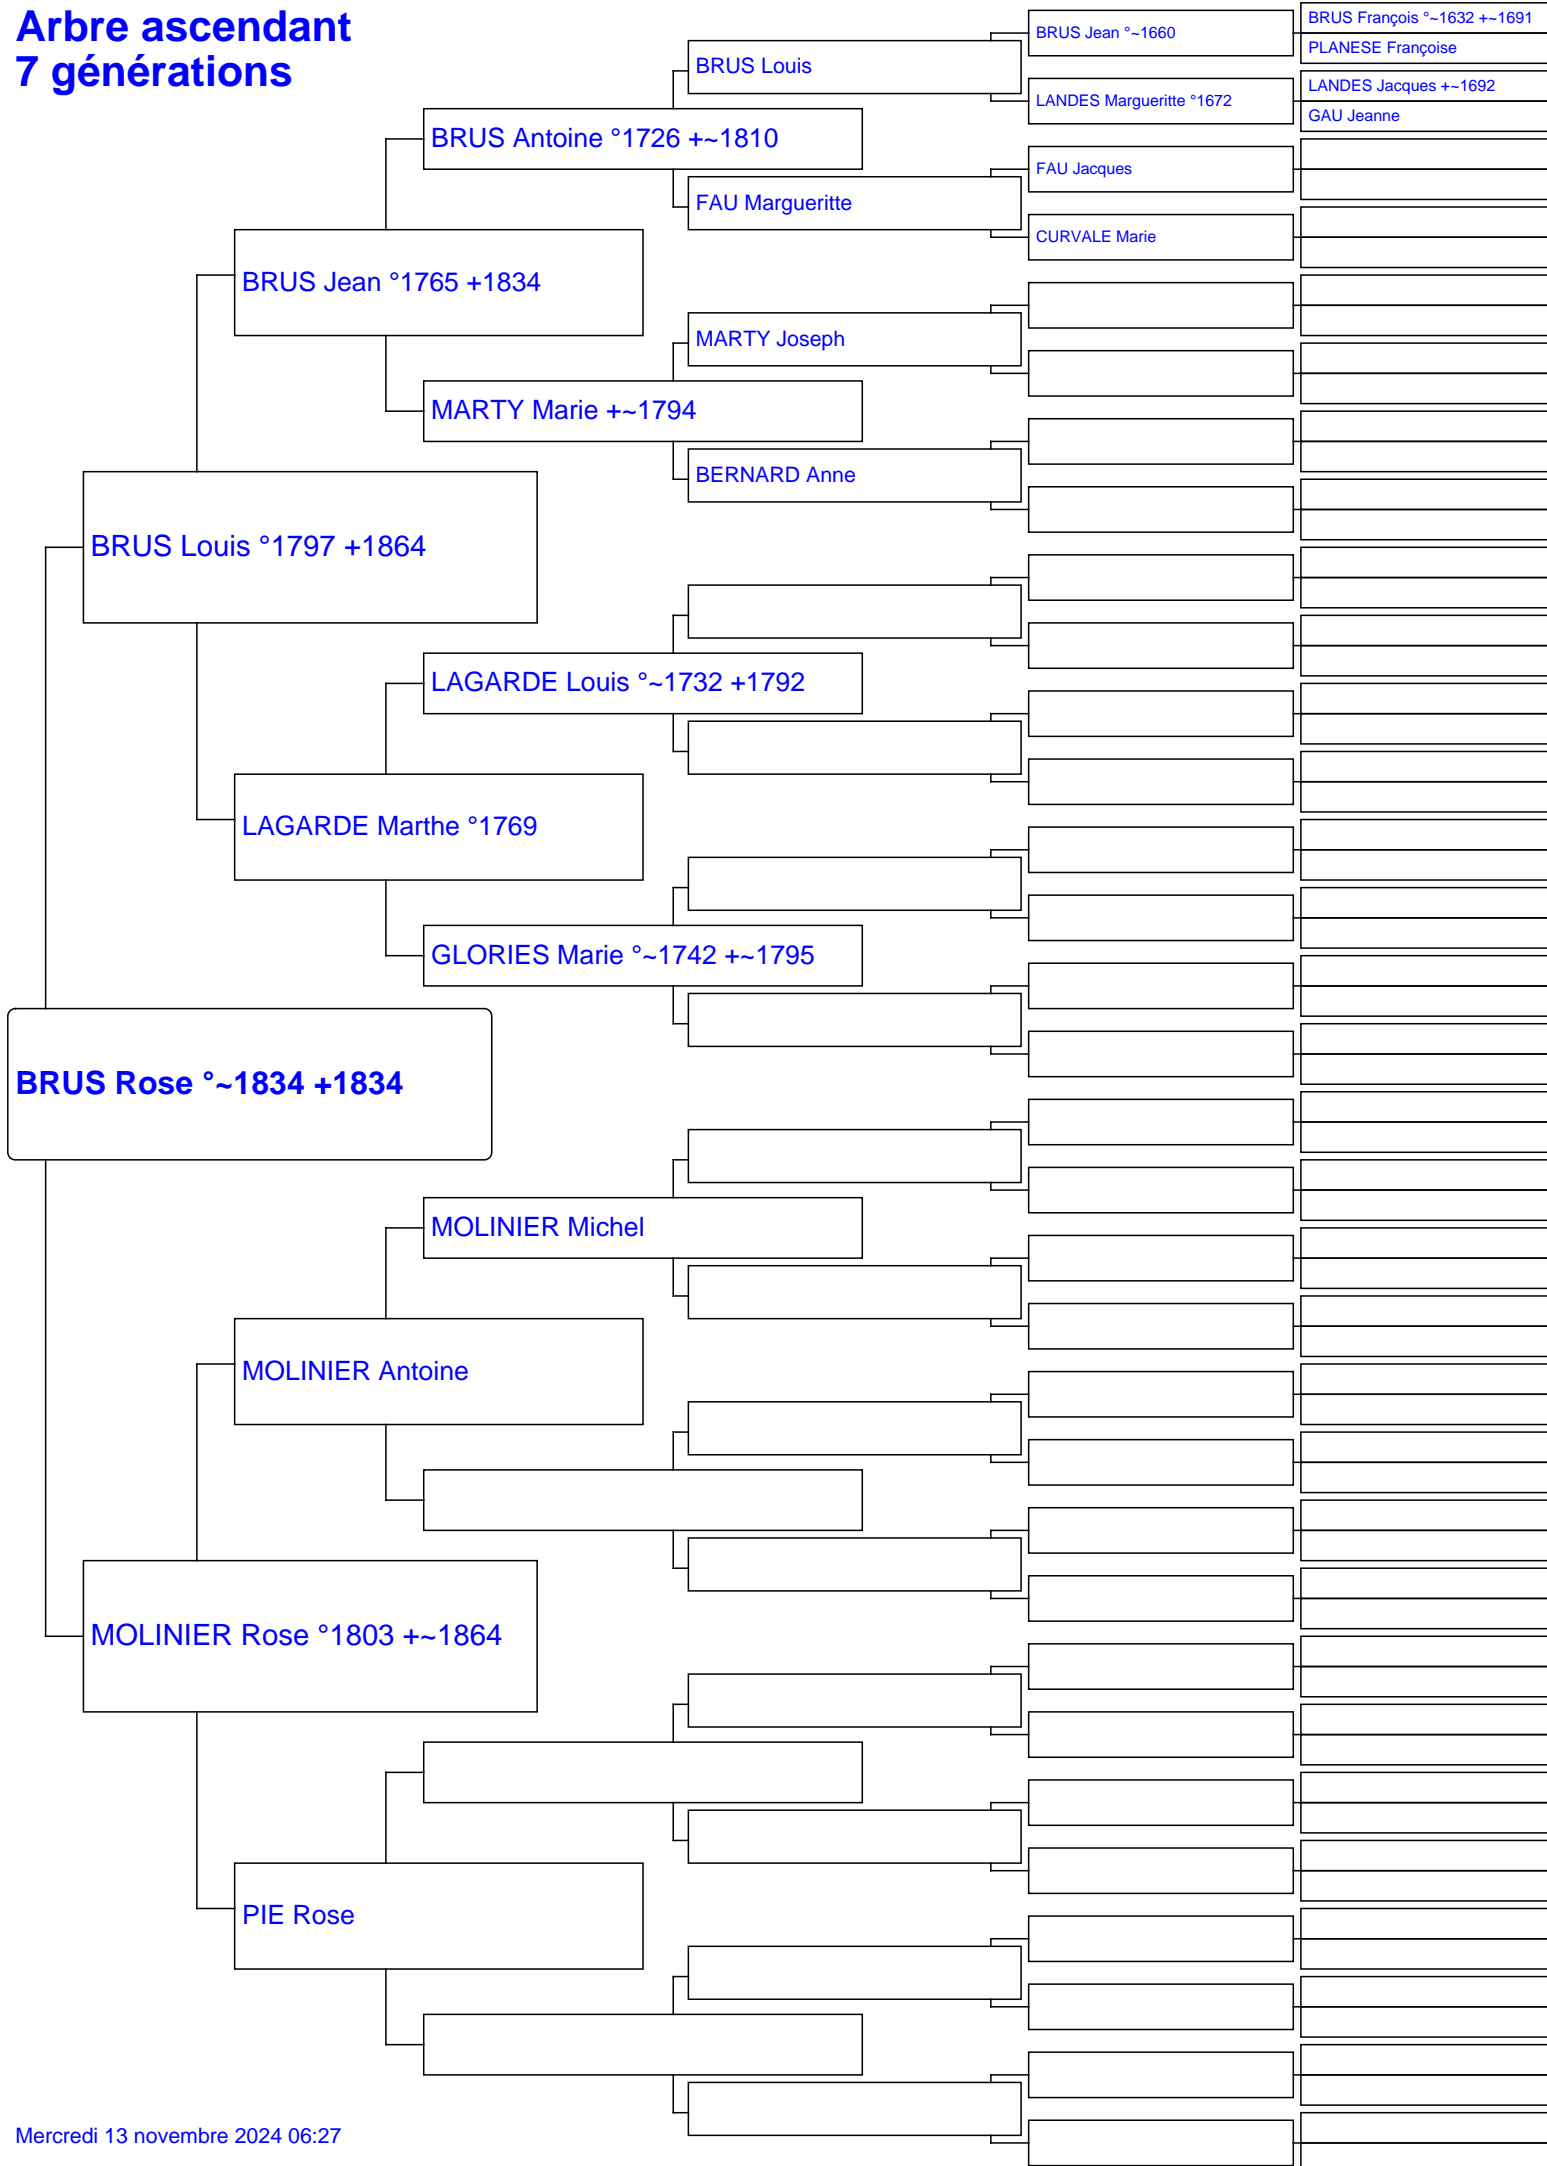 Arbre ascendant
7 générations
BRUS Rose °~1834 +1834
BRUS Louis °1797 +1864
MOLINIER Rose °1803 +~1864
BRUS Jean °1765 +1834
LAGARDE Marthe °1769
MOLINIER Antoine
PIE Rose
BRUS Antoine °1726 +~1810
MARTY Marie +~1794
LAGARDE Louis °~1732 +1792
GLORIES Marie °~1742 +~1795
MOLINIER Michel
BRUS Louis
FAU Margueritte
MARTY Joseph
BERNARD Anne
BRUS Jean °~1660
LANDES Margueritte °1672
FAU Jacques
CURVALE Marie
BRUS François °~1632 +~1691
PLANESE Françoise
LANDES Jacques +~1692
GAU Jeanne
Mercredi 13 novembre 2024 06:27